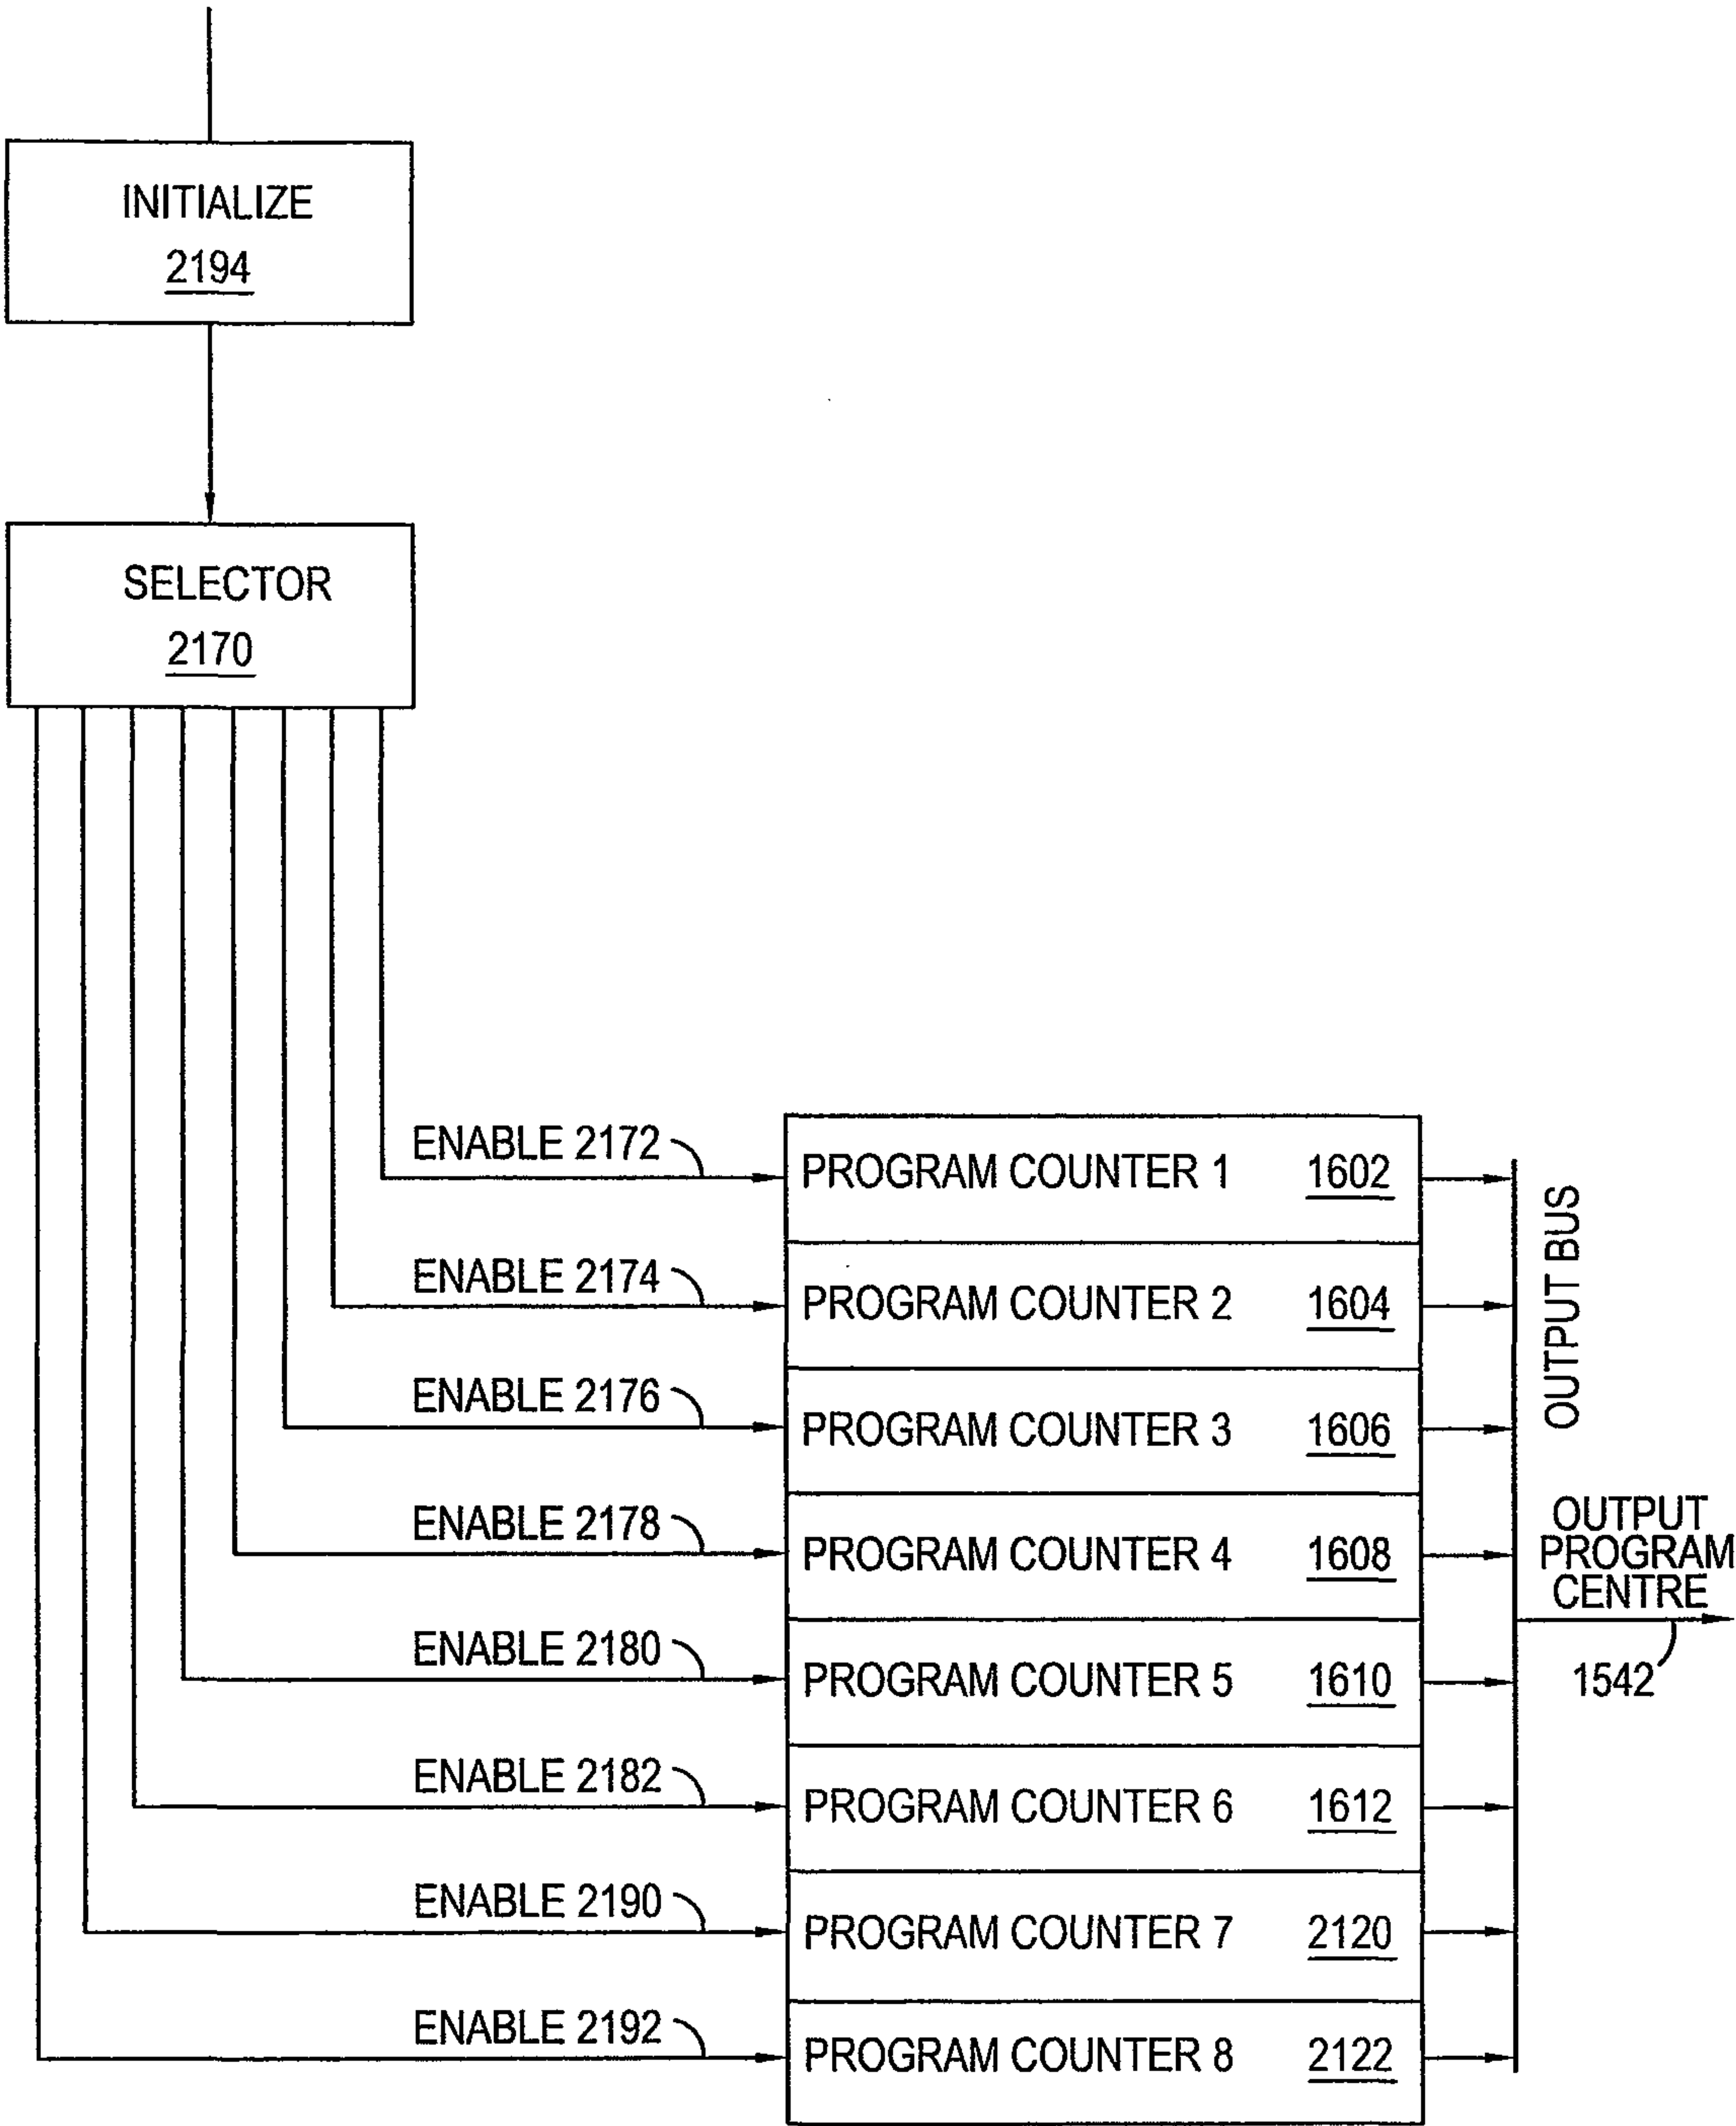 INITIALIZE
2194
SELECTOR
2170
ENABLE 2172
PROGRAM COUNTER 1 1602
ENABLE 2174
PROGRAM COUNTER 2 1604
ENABLE 2176
PROGRAM COUNTER 3 1606
ENABLE 2178
PROGRAM COUNTER 4 1608
ENABLE 2180
PROGRAM COUNTER 5 1610
ENABLE 2182
PROGRAM COUNTER 6 1612
ENABLE 2190
PROGRAM COUNTER 7 2120
ENABLE 2192
PROGRAM COUNTER 8 2122
OUTPUT BUS
OUTPUT
PROGRAM
CENTRE
1542